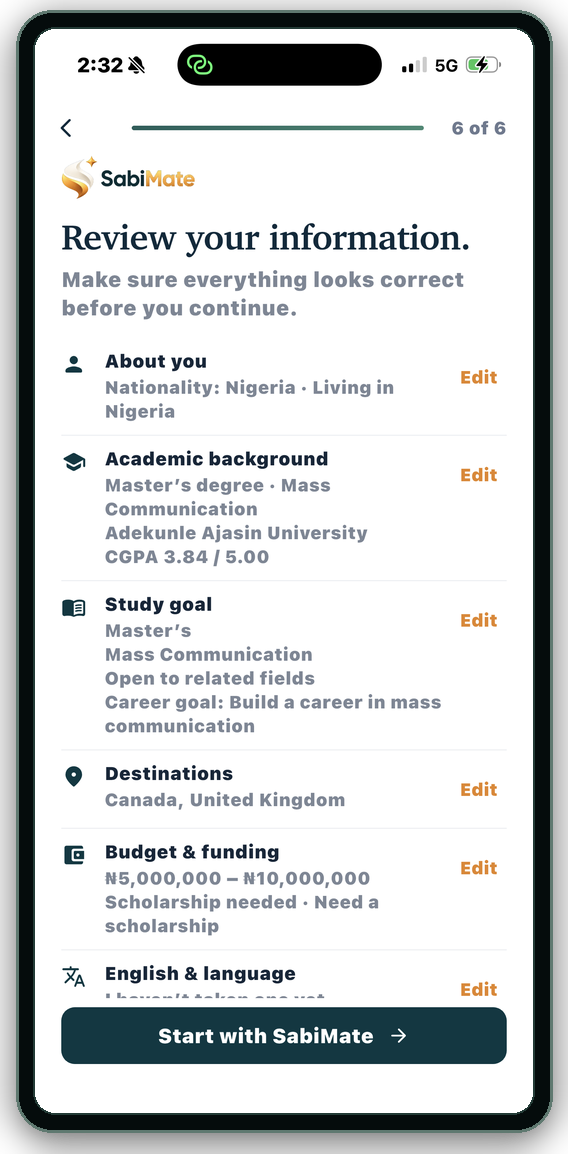 2:32
5G
6 of 6
SabiMate
Review your information.
Make sure everything looks correct
before you continue.
About you
Edit
Nationality: Nigeria · Living in
Nigeria
Academic background
Edit
Master’s degree · Mass
Communication
Adekunle Ajasin University
CGPA 3.84 / 5.00
Study goal
Edit
Master’s
Mass Communication
Open to related fields
Career goal: Build a career in mass
communication
Destinations
Edit
Canada, United Kingdom
Budget & funding
Edit
₦5,000,000 – ₦10,000,000
Scholarship needed · Need a
scholarship
English & language
Edit
I haven’t taken one yet
Start with SabiMate →